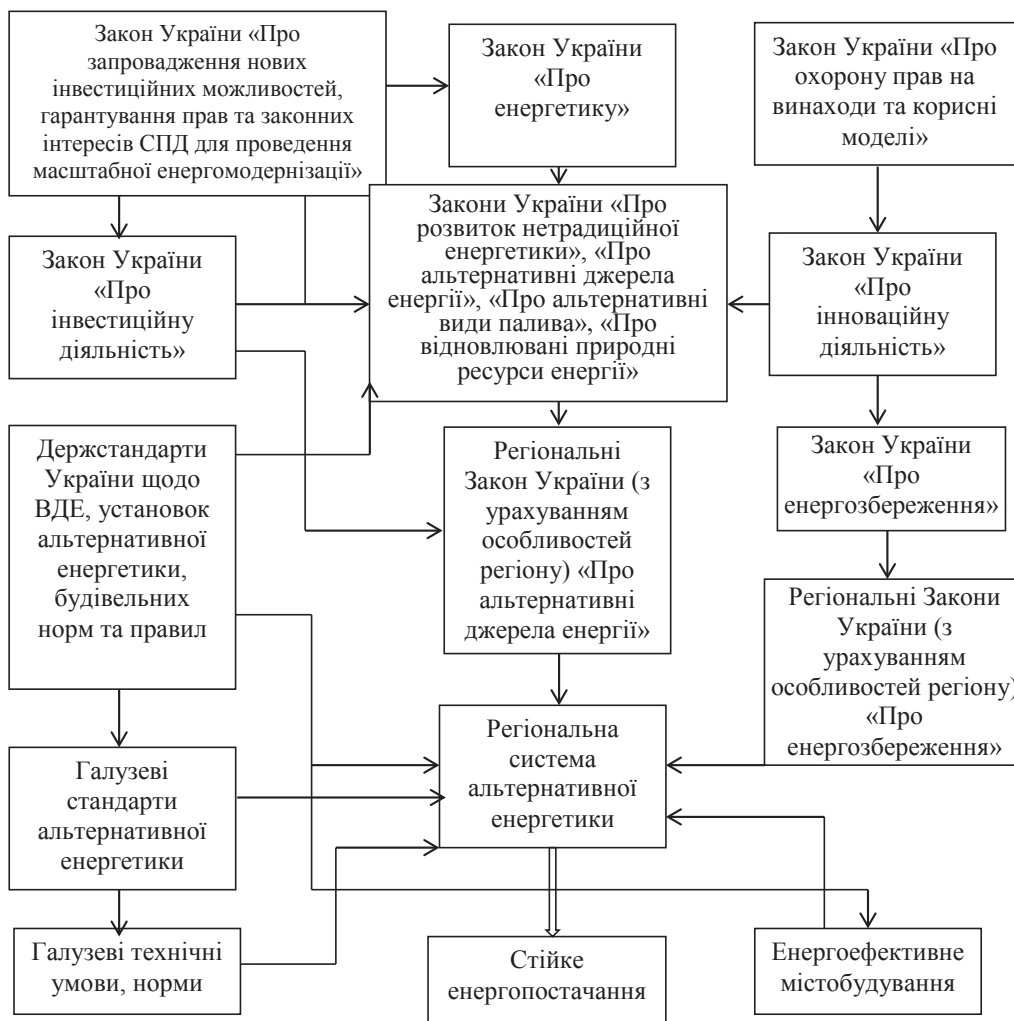 Закон України «Про
запровадження нових
інвестиційних можливостей,
гарантування прав та законних
інтересів СПД для проведення
масштабної енергомодернізації»
Закон України
«Про
енергетику»
Закон України «Про
охорону прав на
винаходи та корисні
моделі»
Закон України
«Про
інвестиційну
діяльність»
Закони України «Про
розвиток нетрадиційної
енергетики», «Про
альтернативні джерела
енергії», «Про альтернативні
види палива», «Про
відновлювані природні
ресурси енергії»
Закон України
«Про
інноваційну
діяльність»
Держстандарти
України щодо
ВДЕ, установок
альтернативної
енергетики,
будівельних
норм та правил
Регіональні
Закон України (з
урахуванням
особливостей
регіону) «Про
альтернативні
джерела енергії»
Закон України
«Про
енергозбереження»
Регіональні Закони
України (з
урахуванням
особливостей регіону)
«Про
енергозбереження»
Галузеві
стандарти
альтернативної
енергетики
Регіональна
система
альтернативної
енергетики
Галузеві технічні
умови, норми
Стійке
енергопостачання
Енергоефективне
містобудування